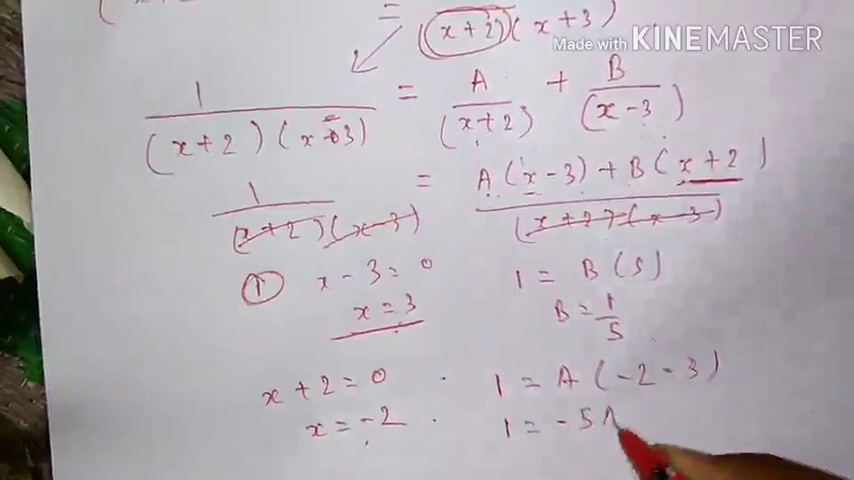 = (x+2)(x+3)
Made with KINEMASTER
1/((x+2)(x-3)) = A/(x+2) + B/(x-3)
1/((x+2)(x-3)) = (A(x-3)+B(x+2))/((x+2)(x-3))
① x-3=0 1 = B(5)
x=3 B=1/5
x+2=0 . 1 = A(-2-3)
x=-2 . 1 = -5A